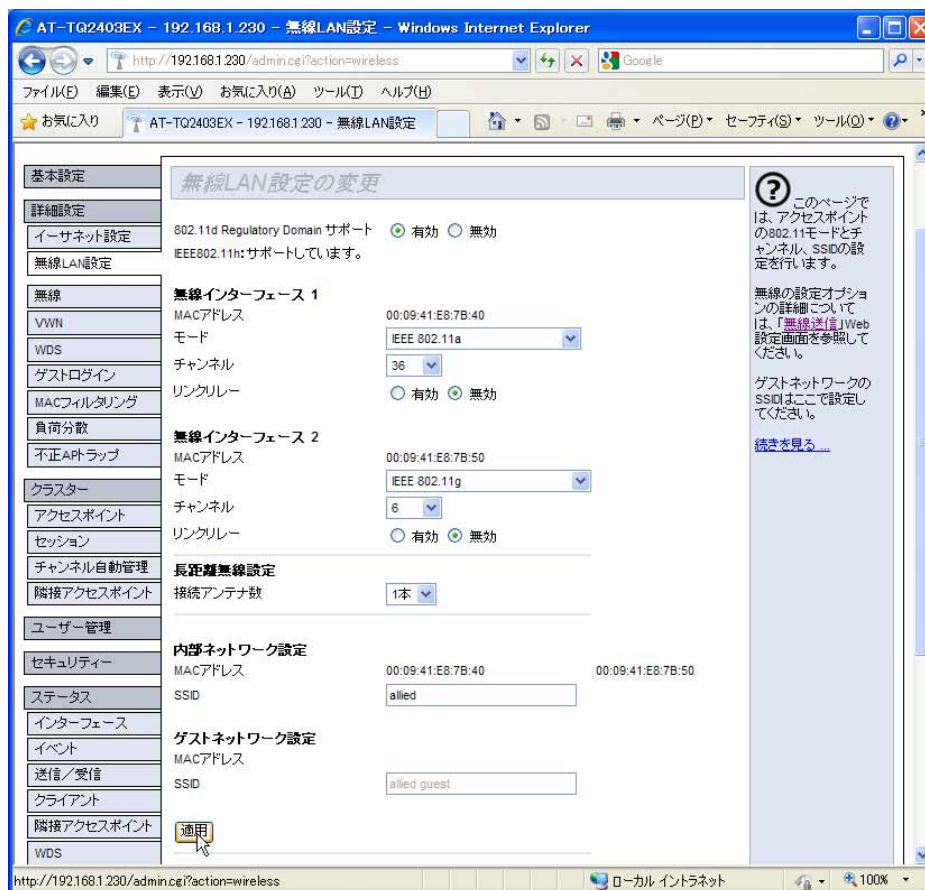 AT-TQ2403EX - 192.168.1.230 - 無線LAN設定 - Windows Internet Explorer
http://192.168.1.230/admin.cgi?action=wireless
Google
ファイル(F) 編集(E) 表示(V) お気に入り(A) ツール(T) ヘルプ(H)
お気に入り AT-TQ2403EX - 192.168.1.230 - 無線LAN設定 ページ(P) セーフティ(S) ツール(O)
基本設定
詳細設定
イーサネット設定
無線LAN設定
無線
VWN
WDS
ゲストログイン
MACフィルタリング
負荷分散
不正APトラップ
クラスター
アクセスポイント
セッション
チャンネル自動管理
隣接アクセスポイント
ユーザー管理
セキュリティー
ステータス
インターフェース
イベント
送信／受信
クライアント
隣接アクセスポイント
WDS
無線LAN設定の変更
802.11d Regulatory Domain サポート 有効 無効
IEEE802.11h:サポートしています。
無線インターフェース 1
MACアドレス 00:09:41:E8:7B:40
モード IEEE 802.11a
チャンネル 36
リンクリレー 有効 無効
無線インターフェース 2
MACアドレス 00:09:41:E8:7B:50
モード IEEE 802.11g
チャンネル 6
リンクリレー 有効 無効
長距離無線設定
接続アンテナ数 1本
内部ネットワーク設定
MACアドレス 00:09:41:E8:7B:40 00:09:41:E8:7B:50
SSID allied
ゲストネットワーク設定
MACアドレス
SSID allied guest
適用
このページで
は、アクセスポイント
の802.11モードとチ
ャンネル、SSIDの設
定を行います。
無線の設定オプショ
ンの詳細について
は、「無線送信」Web
設定画面を参照して
ください。
ゲストネットワークの
SSIDはここで設定し
てください。
続きを見る ...
http://192.168.1.230/admin.cgi?action=wireless ローカル イントラネット 100%